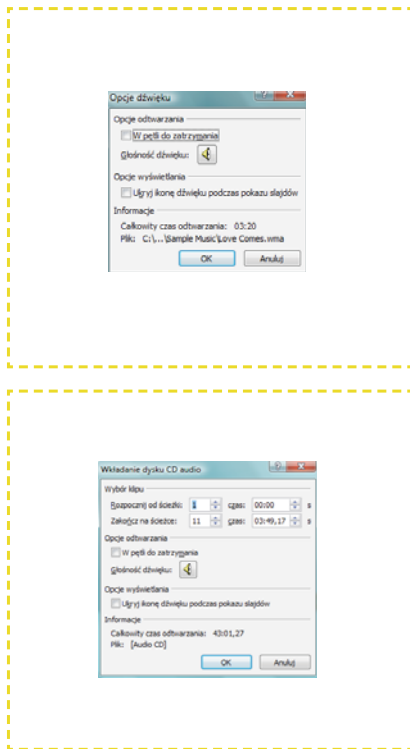 Opcje dźwięku
Opcje odtwarzania
W pętli do zatrzymania
Głośność dźwięku:
Opcje wyświetlania
Ukryj ikonę dźwięku podczas pokazu slajdów
Informacje
Całkowity czas odtwarzania: 03:20
Plik: C:\,...\Sample Music\Love Comes.wma
OK Anuluj
Wkładanie dysku CD audio
Wybór klipu
Rozpocznij od ścieżki: 1 czas: 00:00 s
Zakończ na ścieżce: 11 czas: 03:49,17 s
Opcje odtwarzania
W pętli do zatrzymania
Głośność dźwięku:
Opcje wyświetlania
Ukryj ikonę dźwięku podczas pokazu slajdów
Informacje
Całkowity czas odtwarzania: 43:01,27
Plik: [Audio CD]
OK Anuluj